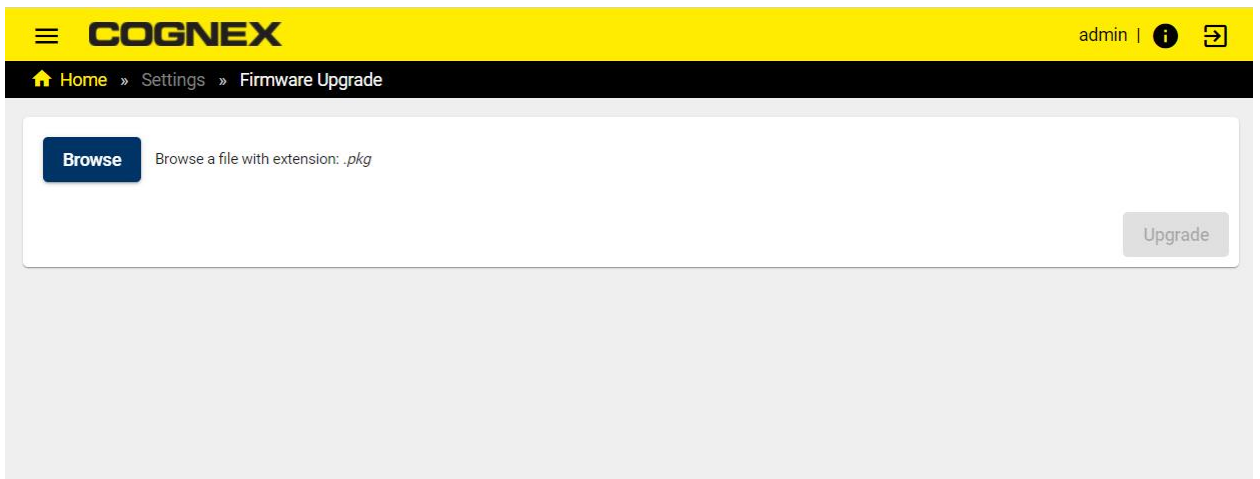 COGNEX
admin |
Home » Settings » Firmware Upgrade
Browse
Browse a file with extension: .pkg
Upgrade